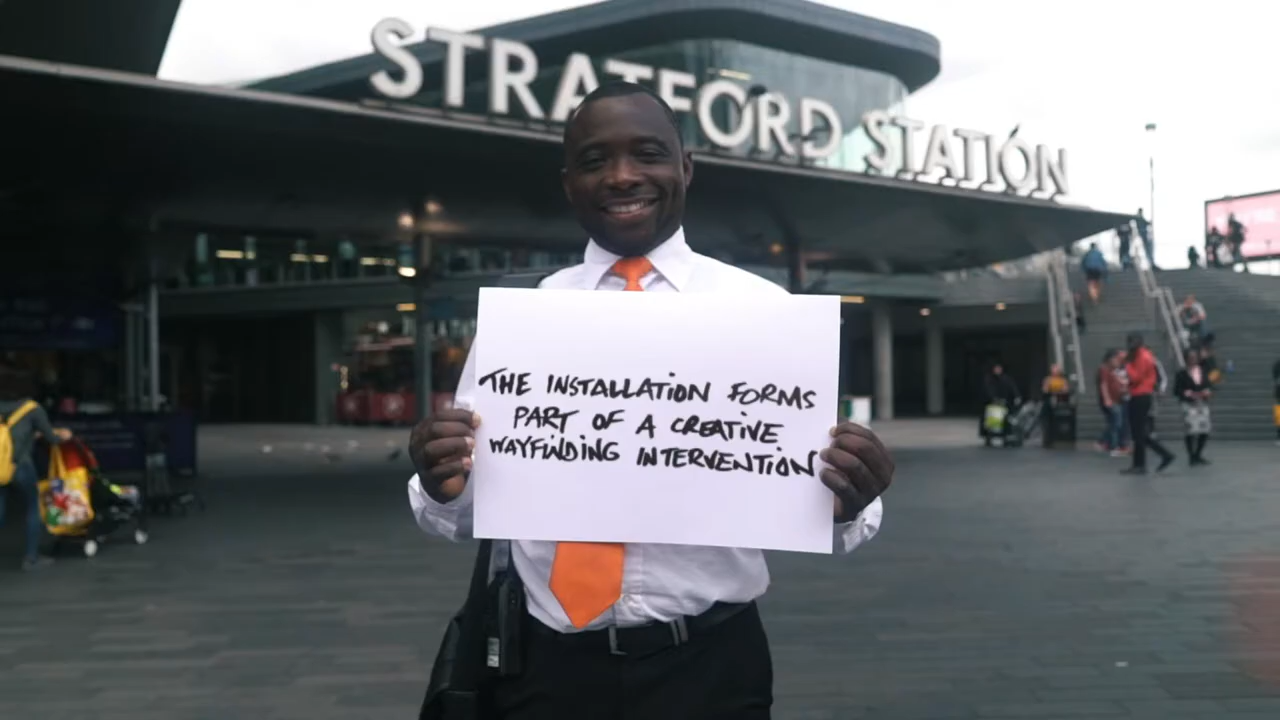 STRATFORD STATION
THE INSTALLATION FORMS
PART OF A CREATIVE
WAYFINDING INTERVENTION